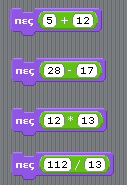 πες 5 + 12
πες 28 - 17
πες 12 * 13
πες 112 / 13